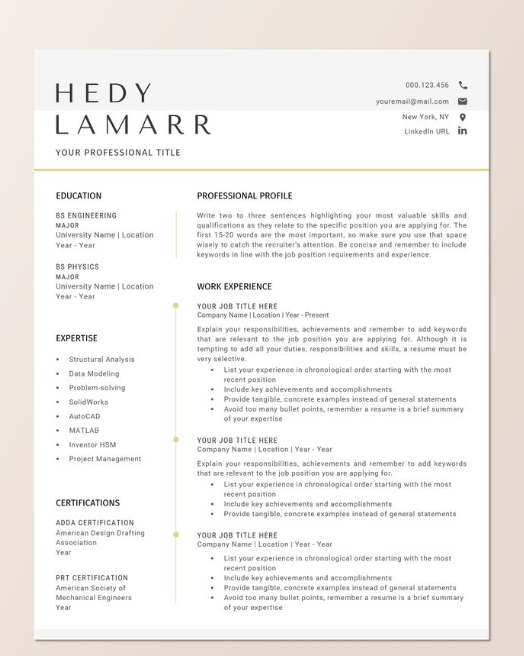 HEDY
LAMARR
YOUR PROFESSIONAL TITLE
000.123.456
youremail@mail.com
New York, NY
LinkedIn URL in
EDUCATION
BS ENGINEERING
MAJOR
University Name | Location
Year - Year
BS PHYSICS
MAJOR
University Name | Location
Year - Year
EXPERTISE
• Structural Analysis
• Data Modeling
• Problem-solving
• SolidWorks
• AutoCAD
• MATLAB
• Inventor HSM
• Project Management
CERTIFICATIONS
ADDA CERTIFICATION
American Design Drafting
Association
Year
PRT CERTIFICATION
American Society of
Mechanical Engineers
Year
PROFESSIONAL PROFILE
Write two to three sentences highlighting your most valuable skills and
qualifications as they relate to the specific position you are applying for. The
first 15-20 words are the most important, so make sure you use that space
wisely to catch the recruiter's attention. Be concise and remember to include
keywords in line with the job position requirements and experience.
WORK EXPERIENCE
YOUR JOB TITLE HERE
Company Name | Location | Year - Present
Explain your responsibilities, achievements and remember to add keywords
that are relevant to the job position you are applying for. Although it is
tempting to add all your duties, responsibilities and skills, a resume must be
very selective.
• List your experience in chronological order starting with the most
recent position
• Include key achievements and accomplishments
• Provide tangible, concrete examples instead of general statements
• Avoid too many bullet points, remember a resume is a brief summary
of your expertise
YOUR JOB TITLE HERE
Company Name | Location | Year - Year
Explain your responsibilities, achievements and remember to add keywords
that are relevant to the job position you are applying for.
• List your experience in chronological order starting with the most
recent position
• Include key achievements and accomplishments
• Provide tangible, concrete examples instead of general statements
YOUR JOB TITLE HERE
Company Name | Location | Year - Year
• List your experience in chronological order starting with the most
recent position
• Include key achievements and accomplishments
• Provide tangible, concrete examples instead of general statements
• Avoid too many bullet points, remember a resume is a brief summary
of your expertise